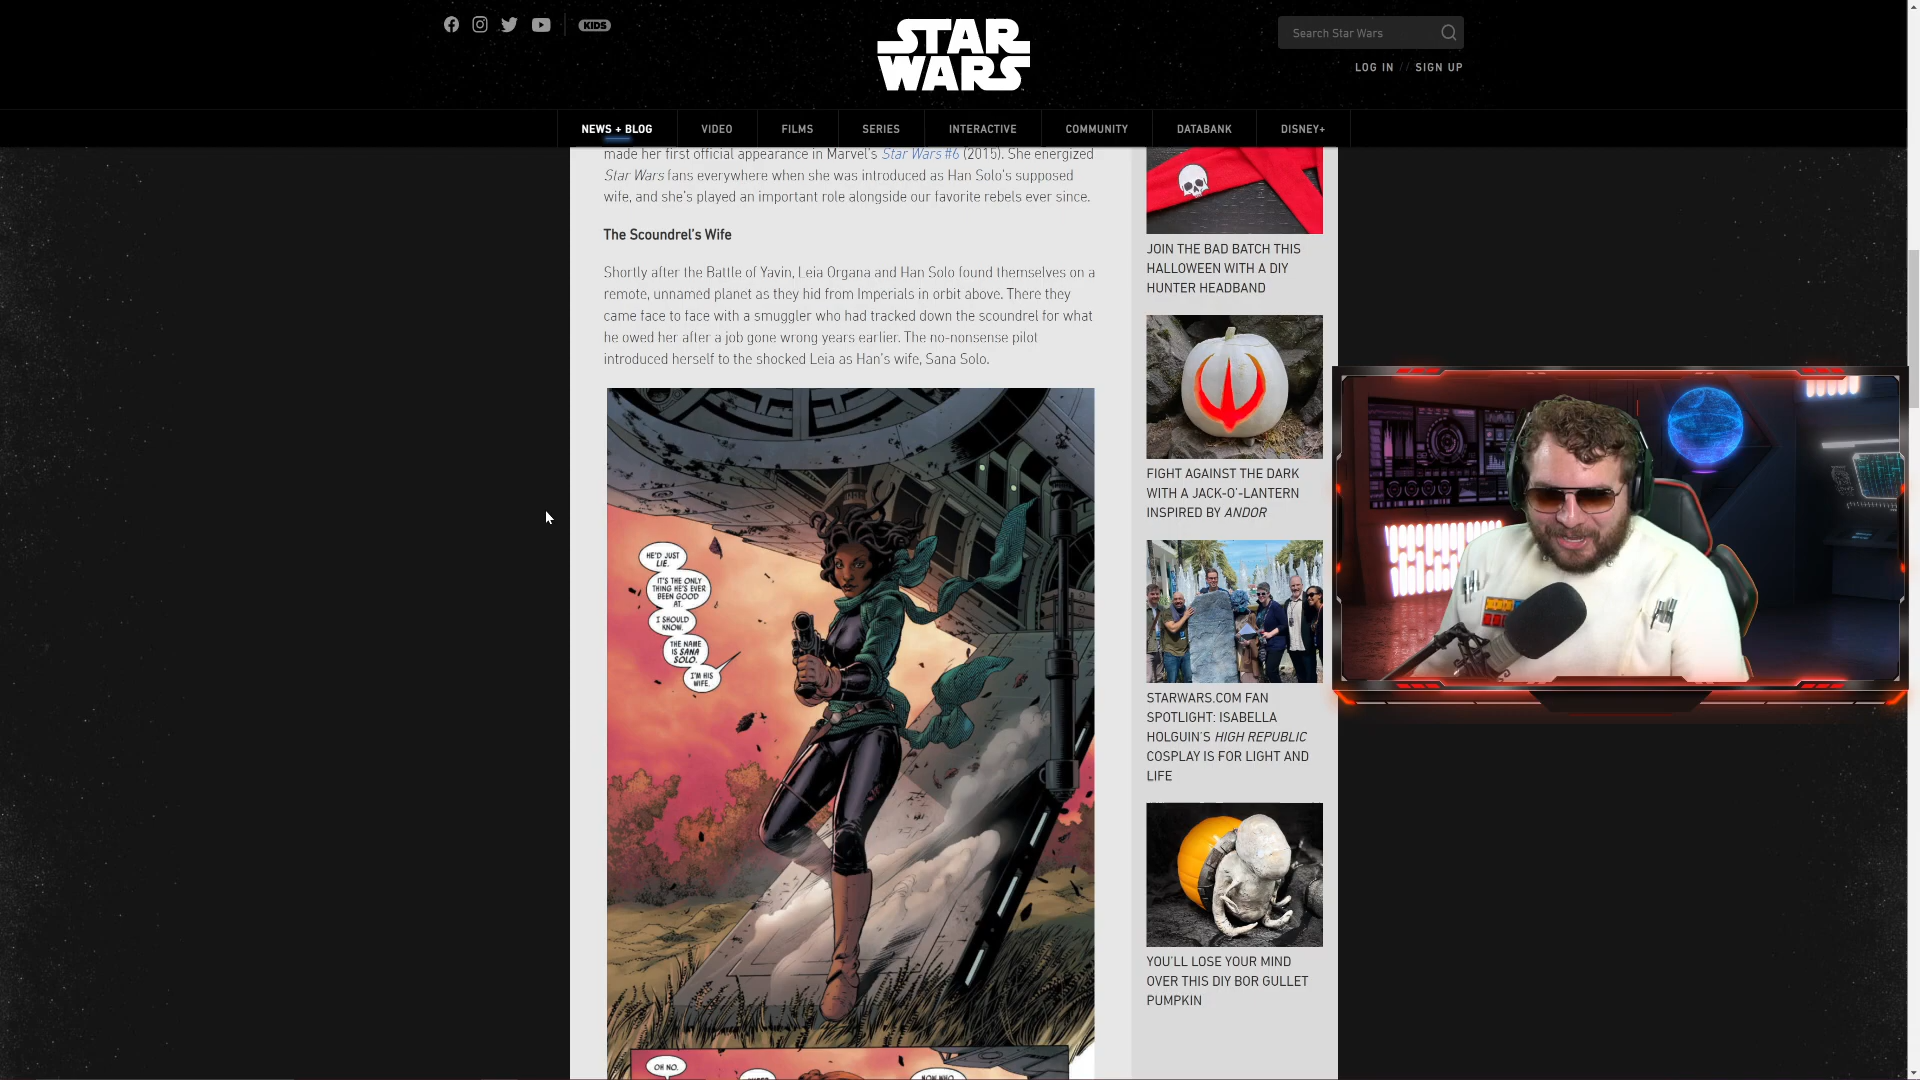 KIDS
STAR
WARS
Search Star Wars
LOG IN // SIGN UP
NEWS + BLOG
VIDEO
FILMS
SERIES
INTERACTIVE
COMMUNITY
DATABANK
DISNEY+
made her first official appearance in Marvel's Star Wars #6 (2015). She energized
Star Wars fans everywhere when she was introduced as Han Solo's supposed
wife, and she's played an important role alongside our favorite rebels ever since.
The Scoundrel's Wife
Shortly after the Battle of Yavin, Leia Organa and Han Solo found themselves on a
remote, unnamed planet as they hid from Imperials in orbit above. There they
came face to face with a smuggler who had tracked down the scoundrel for what
he owed her after a job gone wrong years earlier. The no-nonsense pilot
introduced herself to the shocked Leia as Han's wife, Sana Solo.
HE'D JUST
LIE.
IT'S THE ONLY
THING HE'S EVER
BEEN GOOD
AT.
I SHOULD
KNOW.
THE NAME
IS SANA
SOLO.
I'M HIS
WIFE.
OH NO.
NOW WHO
JOIN THE BAD BATCH THIS
HALLOWEEN WITH A DIY
HUNTER HEADBAND
FIGHT AGAINST THE DARK
WITH A JACK-O'-LANTERN
INSPIRED BY ANDOR
STARWARS.COM FAN
SPOTLIGHT: ISABELLA
HOLGUIN'S HIGH REPUBLIC
COSPLAY IS FOR LIGHT AND
LIFE
YOU'LL LOSE YOUR MIND
OVER THIS DIY BOR GULLET
PUMPKIN